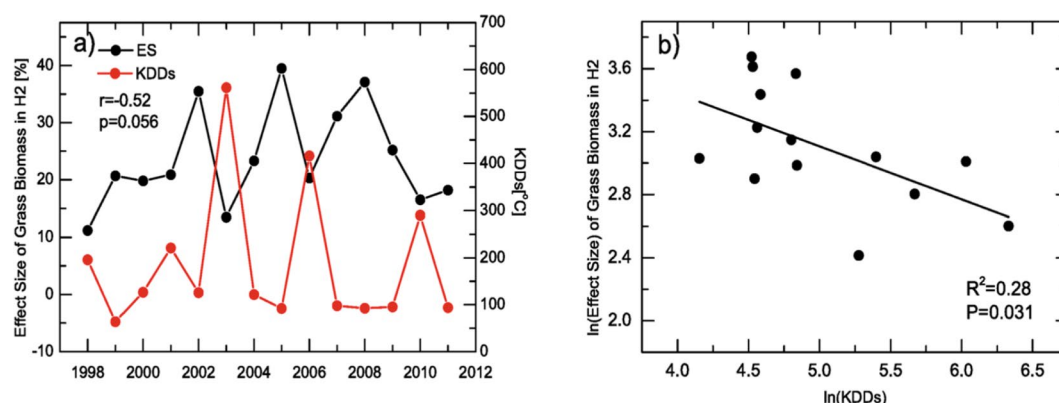 a)
ES
KDDs
r=-0.52
p=0.056
Effect Size of Grass Biomass in H2 [%]
40
30
20
10
0
-10
KDDs[°C]
700
600
500
400
300
200
100
0
1998 2000 2002 2004 2006 2008 2010 2012
b)
ln(Effect Size) of Grass Biomass in H2
3.6
3.2
2.8
2.4
2.0
R²=0.28
P=0.031
4.0 4.5 5.0 5.5 6.0 6.5
ln(KDDs)